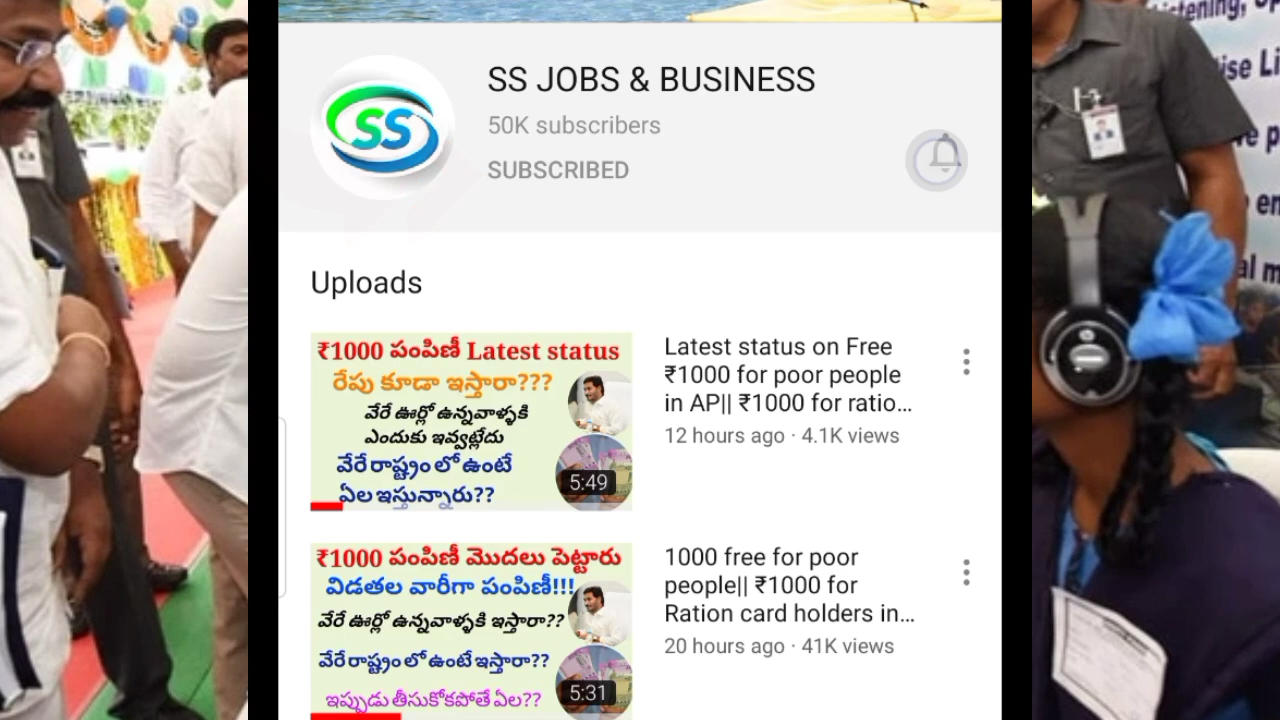 SS
SS JOBS & BUSINESS
50K subscribers
SUBSCRIBED
Uploads
₹1000 పంపిణీ Latest status
రేపు కూడా ఇస్తారా???
వేరే ఊర్లో ఉన్నవాళ్ళకి
ఎందుకు ఇవ్వట్లేదు
వేరే రాష్ట్రం లో ఉంటే
ఏల ఇస్తున్నారు??
5:49
Latest status on Free
₹1000 for poor people
in AP|| ₹1000 for ratio...
12 hours ago · 4.1K views
₹1000 పంపిణీ మొదలు పెట్టారు
విడతల వారీగా పంపిణీ!!!
వేరే ఊర్లో ఉన్నవాళ్ళకి ఇస్తారా??
వేరే రాష్ట్రం లో ఉంటే ఇస్తారా??
ఇప్పుడు తీసుకోకపోతే ఏల??
5:31
1000 free for poor
people|| ₹1000 for
Ration card holders in...
20 hours ago · 41K views